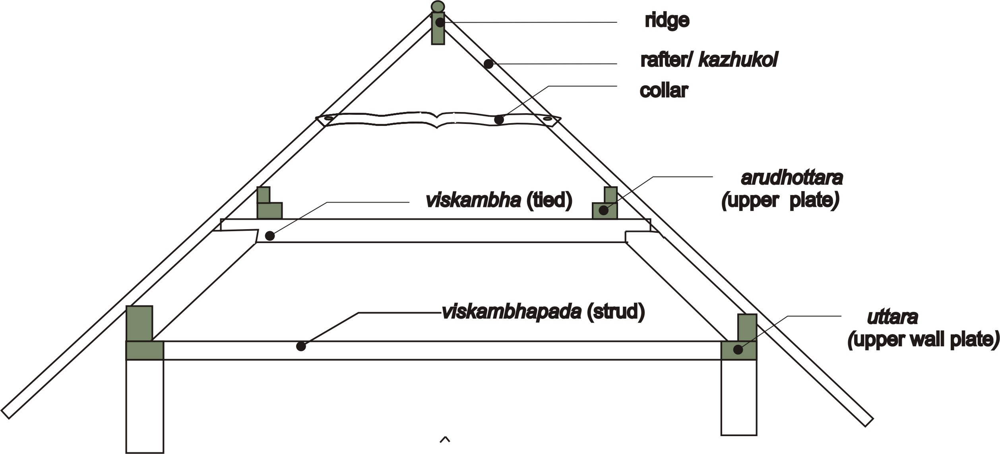 ridge
rafter/ kazhukol
collar
arudhottara
viskambha (tied)
(upper plate)
viskambhapada (strud)
uttara
(upper wall plate)